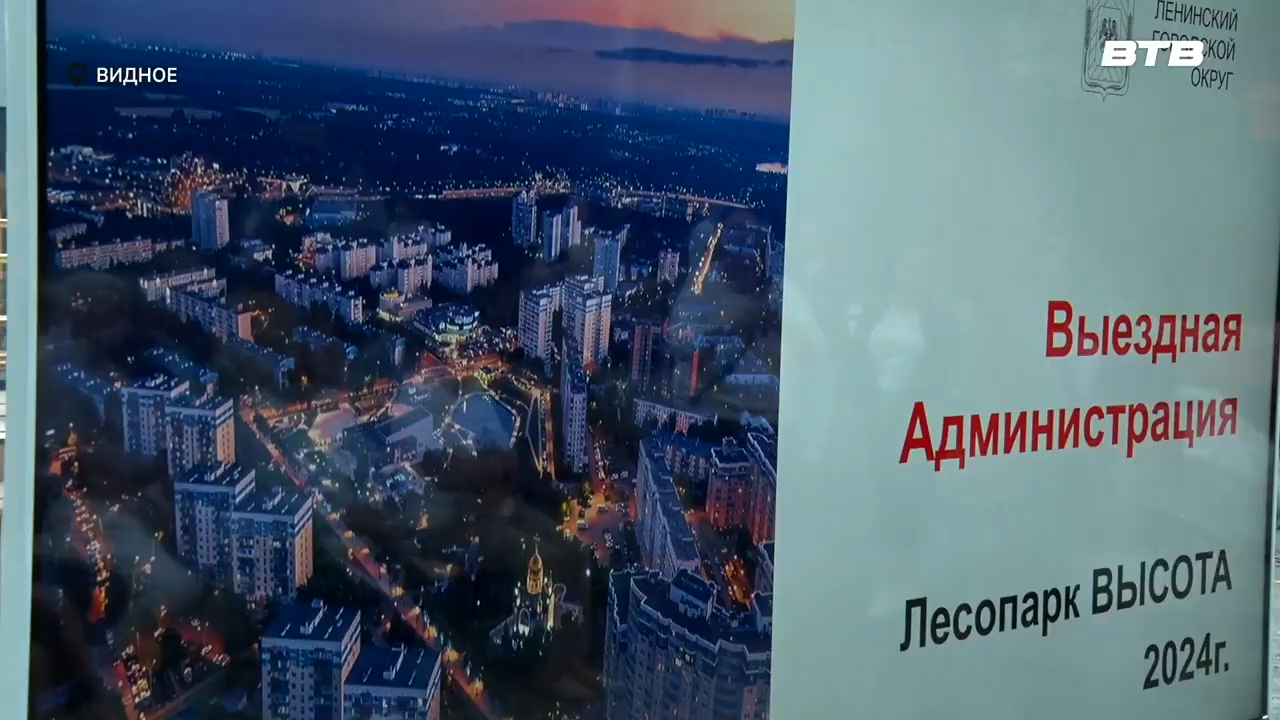 ВИДНОЕ
ЛЕНИНСКИЙ
ГОРОДСКОЙ
ОКРУГ
ВТВ
Выездная
Администрация
Лесопарк ВЫСОТА
2024г.